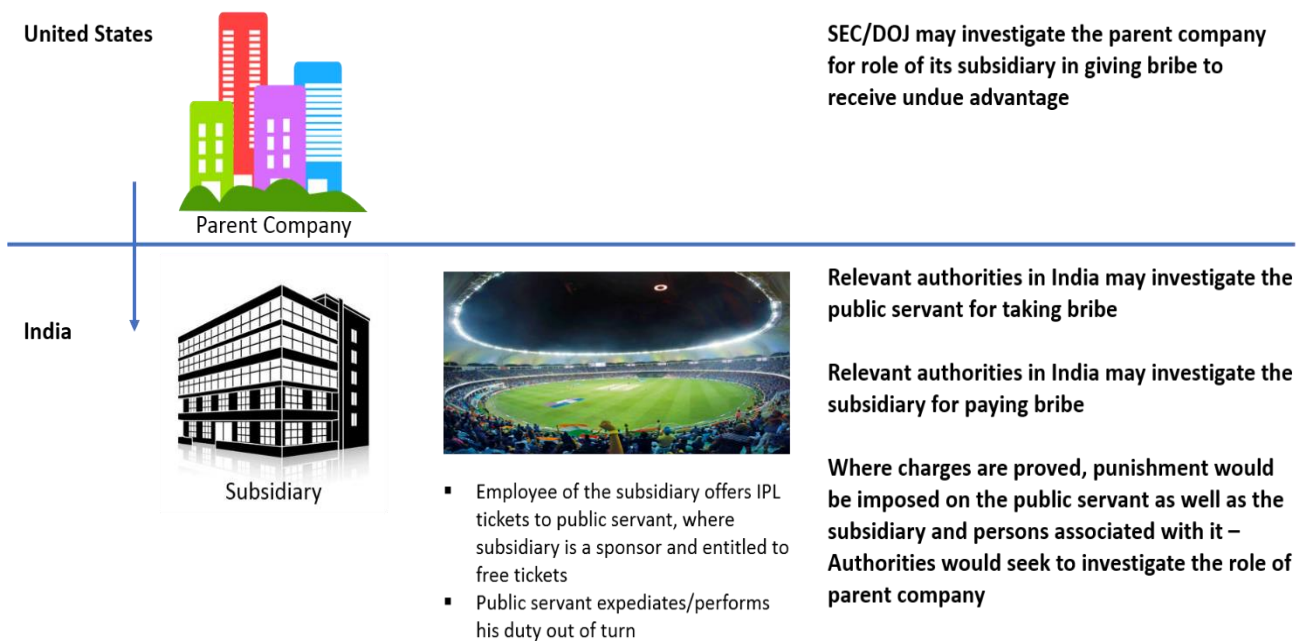 United States
Parent Company
SEC/DOJ may investigate the parent company
for role of its subsidiary in giving bribe to
receive undue advantage
India
Subsidiary
▪ Employee of the subsidiary offers IPL
tickets to public servant, where
subsidiary is a sponsor and entitled to
free tickets
▪ Public servant expediates/performs
his duty out of turn
Relevant authorities in India may investigate the
public servant for taking bribe
Relevant authorities in India may investigate the
subsidiary for paying bribe
Where charges are proved, punishment would
be imposed on the public servant as well as the
subsidiary and persons associated with it –
Authorities would seek to investigate the role of
parent company